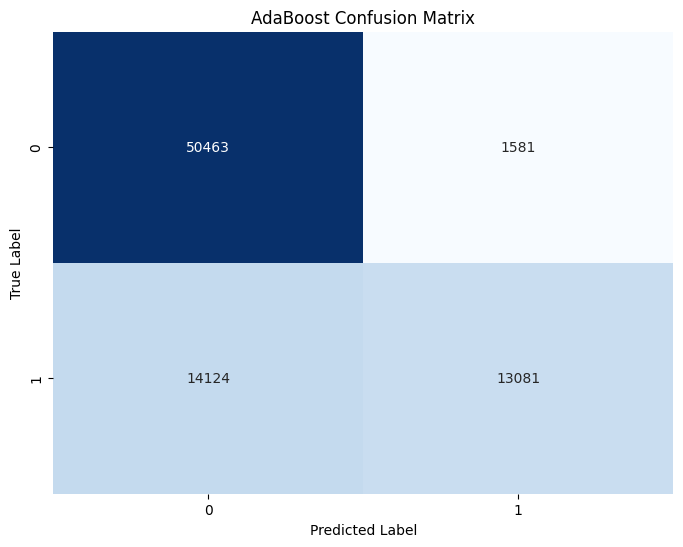 AdaBoost Confusion Matrix
True Label
0
50463
1581
1
14124
13081
0
1
Predicted Label